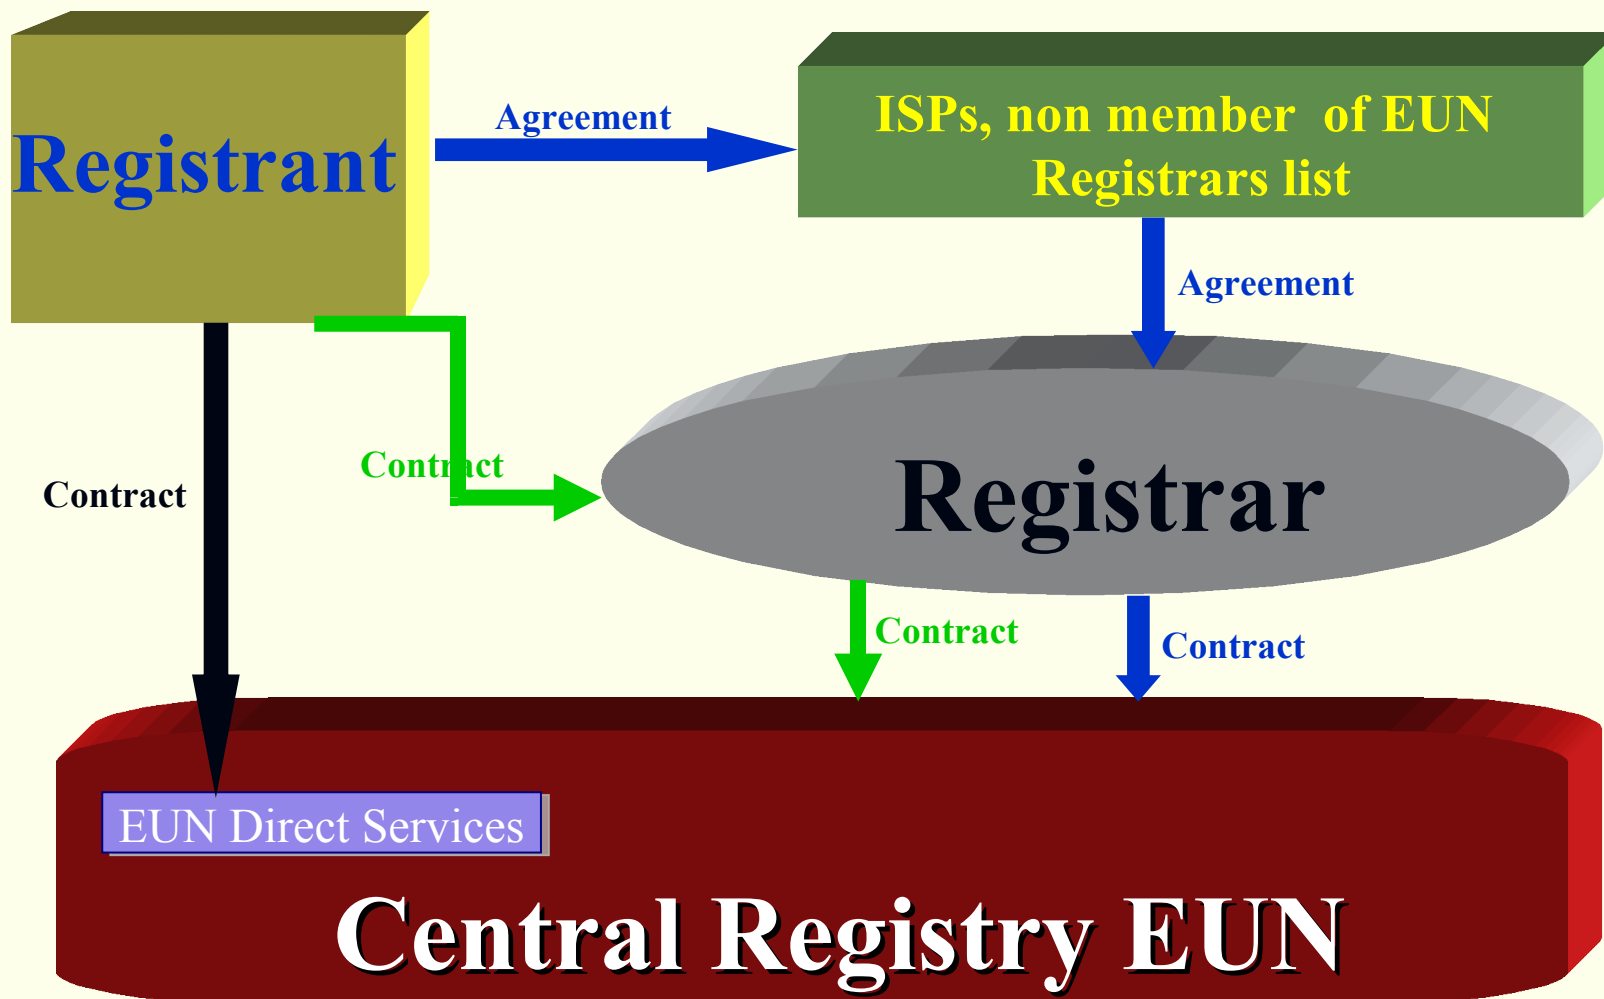 Registrant
Agreement
ISPs, non member of EUN
Registrars list
Agreement
Contract
Contract
Registrar
Contract
Contract
EUN Direct Services
Central Registry EUN